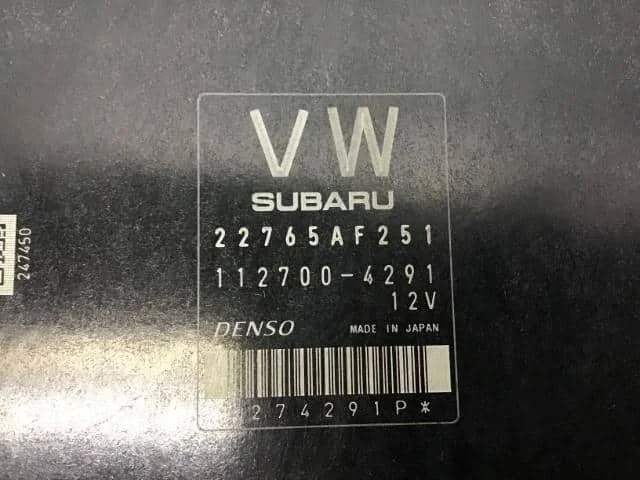 VW
SUBARU
22765AF251
112700-4291
12V
DENSO MADE IN JAPAN
274291P
247450